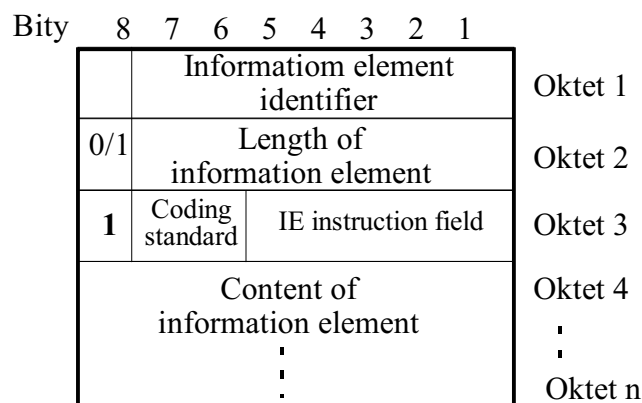 Bity 8 7 6 5 4 3 2 1
Informatiom element
identifier
Oktet 1
0/1
Length of
information element
Oktet 2
1
Coding
standard
IE instruction field
Oktet 3
Content of
information element
Oktet 4
Oktet n